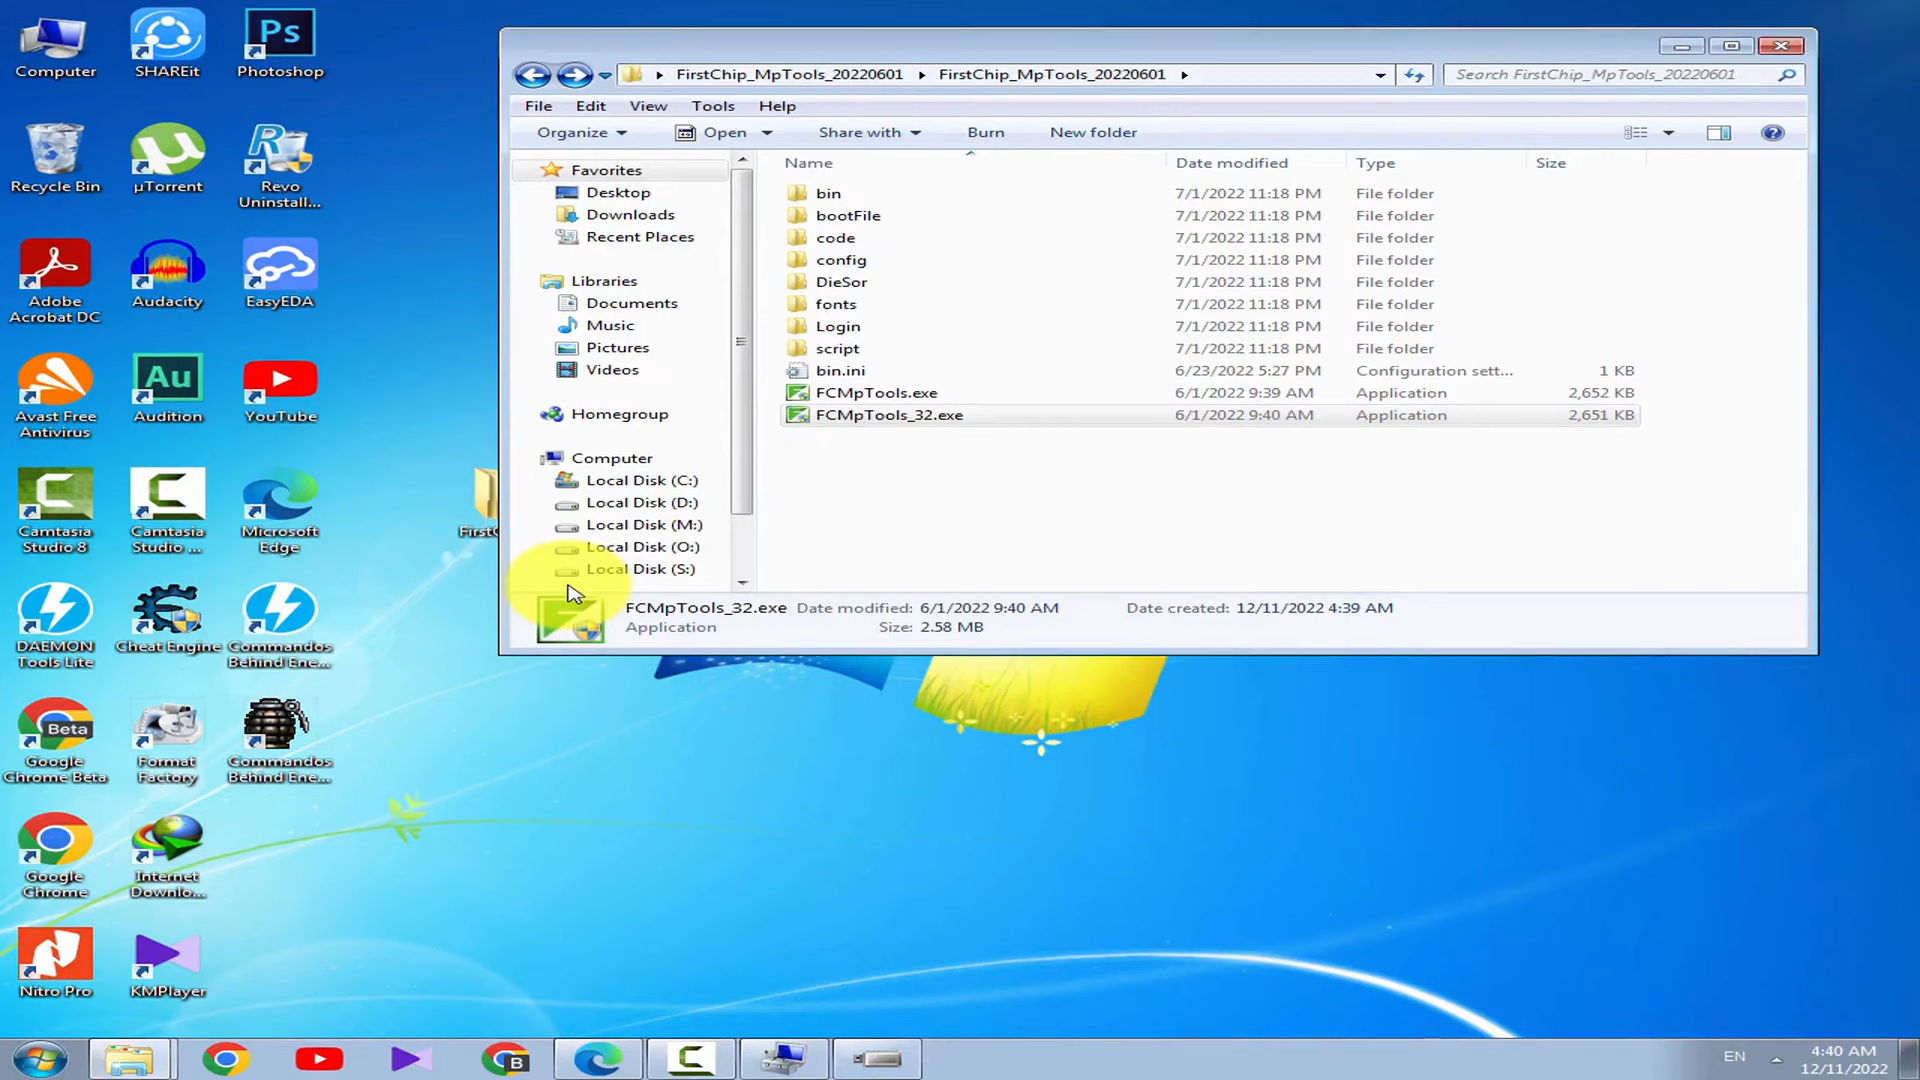 Computer
SHAREit
Ps
Photoshop
Recycle Bin
µTorrent
Revo
Uninstall...
Adobe
Acrobat DC
Audacity
EasyEDA
Avast Free
Antivirus
Au
Audition
YouTube
Camtasia
Studio 8
Camtasia
Studio ...
Microsoft
Edge
DAEMON
Tools Lite
Cheat Engine
Commandos
Behind Ene...
Beta
Google
Chrome Beta
Format
Factory
Commandos
Behind Ene...
Google
Chrome
Internet
Downlo...
Nitro Pro
KMPlayer
FirstC
FirstChip_MpTools_20220601
FirstChip_MpTools_20220601
Search FirstChip_MpTools_20220601
File Edit View Tools Help
Organize Open Share with Burn New folder
Favorites
Desktop
Downloads
Recent Places
Libraries
Documents
Music
Pictures
Videos
Homegroup
Computer
Local Disk (C:)
Local Disk (D:)
Local Disk (M:)
Local Disk (O:)
Local Disk (S:)
Name Date modified Type Size
bin 7/1/2022 11:18 PM File folder
bootFile 7/1/2022 11:18 PM File folder
code 7/1/2022 11:18 PM File folder
config 7/1/2022 11:18 PM File folder
DieSor 7/1/2022 11:18 PM File folder
fonts 7/1/2022 11:18 PM File folder
Login 7/1/2022 11:18 PM File folder
script 7/1/2022 11:18 PM File folder
bin.ini 6/23/2022 5:27 PM Configuration sett... 1 KB
FCMpTools.exe 6/1/2022 9:39 AM Application 2,652 KB
FCMpTools_32.exe 6/1/2022 9:40 AM Application 2,651 KB
FCMpTools_32.exe Date modified: 6/1/2022 9:40 AM Date created: 12/11/2022 4:39 AM
Application Size: 2.58 MB
B
EN
4:40 AM
12/11/2022